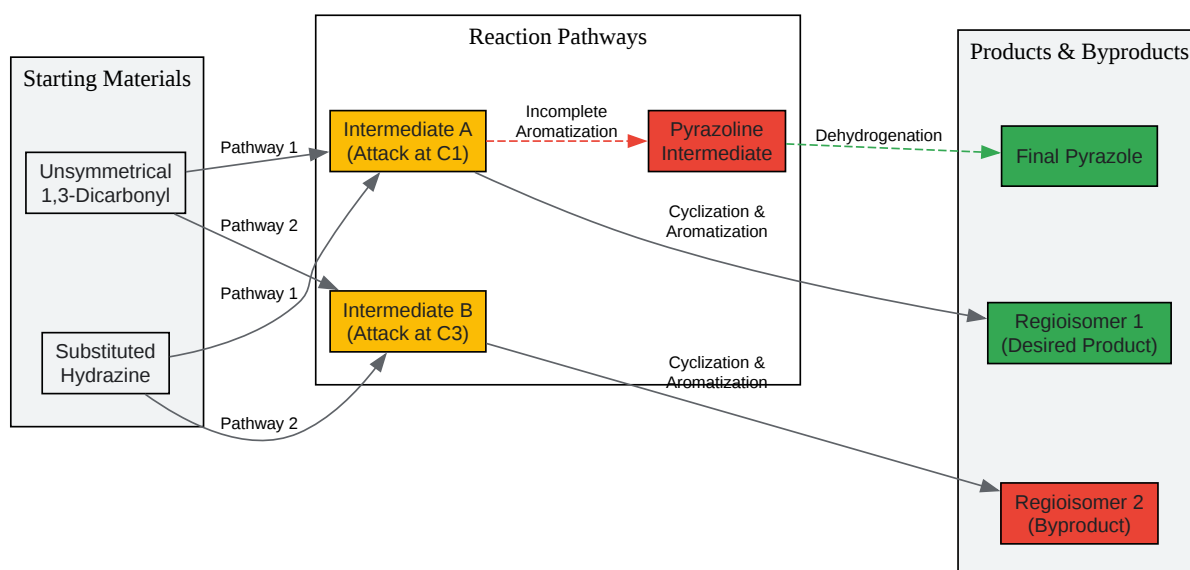 Starting Materials
Unsymmetrical
1,3-Dicarbonyl
Substituted
Hydrazine
Pathway 1
Pathway 2
Pathway 1
Pathway 2
Reaction Pathways
Intermediate A
(Attack at C1)
Incomplete
Aromatization
Pyrazoline
Intermediate
Intermediate B
(Attack at C3)
Dehydrogenation
Cyclization &
Aromatization
Cyclization &
Aromatization
Products & Byproducts
Final Pyrazole
Regioisomer 1
(Desired Product)
Regioisomer 2
(Byproduct)